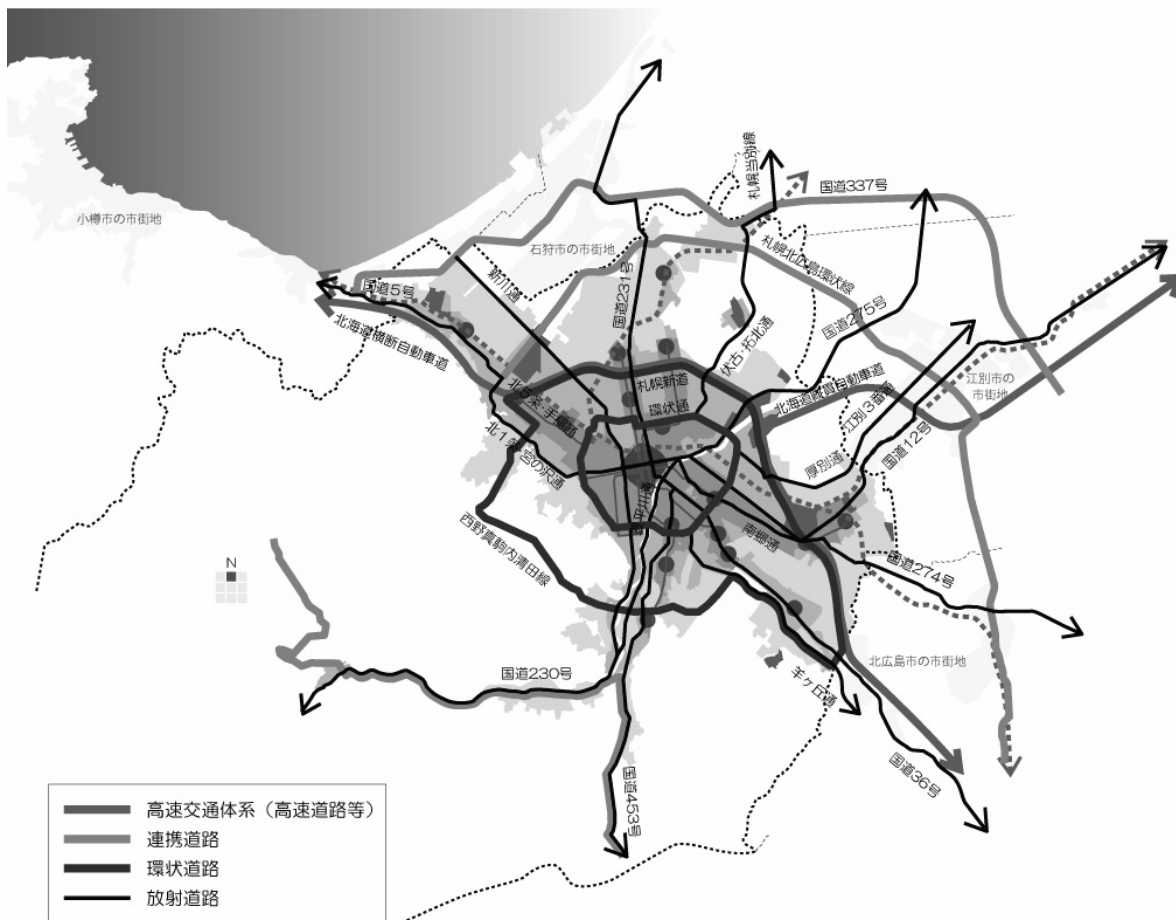 札幌当別線
国道337号
小樽市の市街地
石狩市の市街地
札幌北広島環状線
新川通
国道231号
国道5号
国道275号
伏古・拓北通
北海道横断自動車道
札幌新道
環状通
北海道縦貫自動車道
江別市の
市街地
江別3番通
北5条・手稲通
国道12号
北1条・宮の沢通
厚別通
南郷通
西野真駒内清田線
国道274号
N
北広島市の市街地
国道230号
羊ヶ丘通
国道36号
国道453号
高速交通体系（高速道路等）
連携道路
環状道路
放射道路